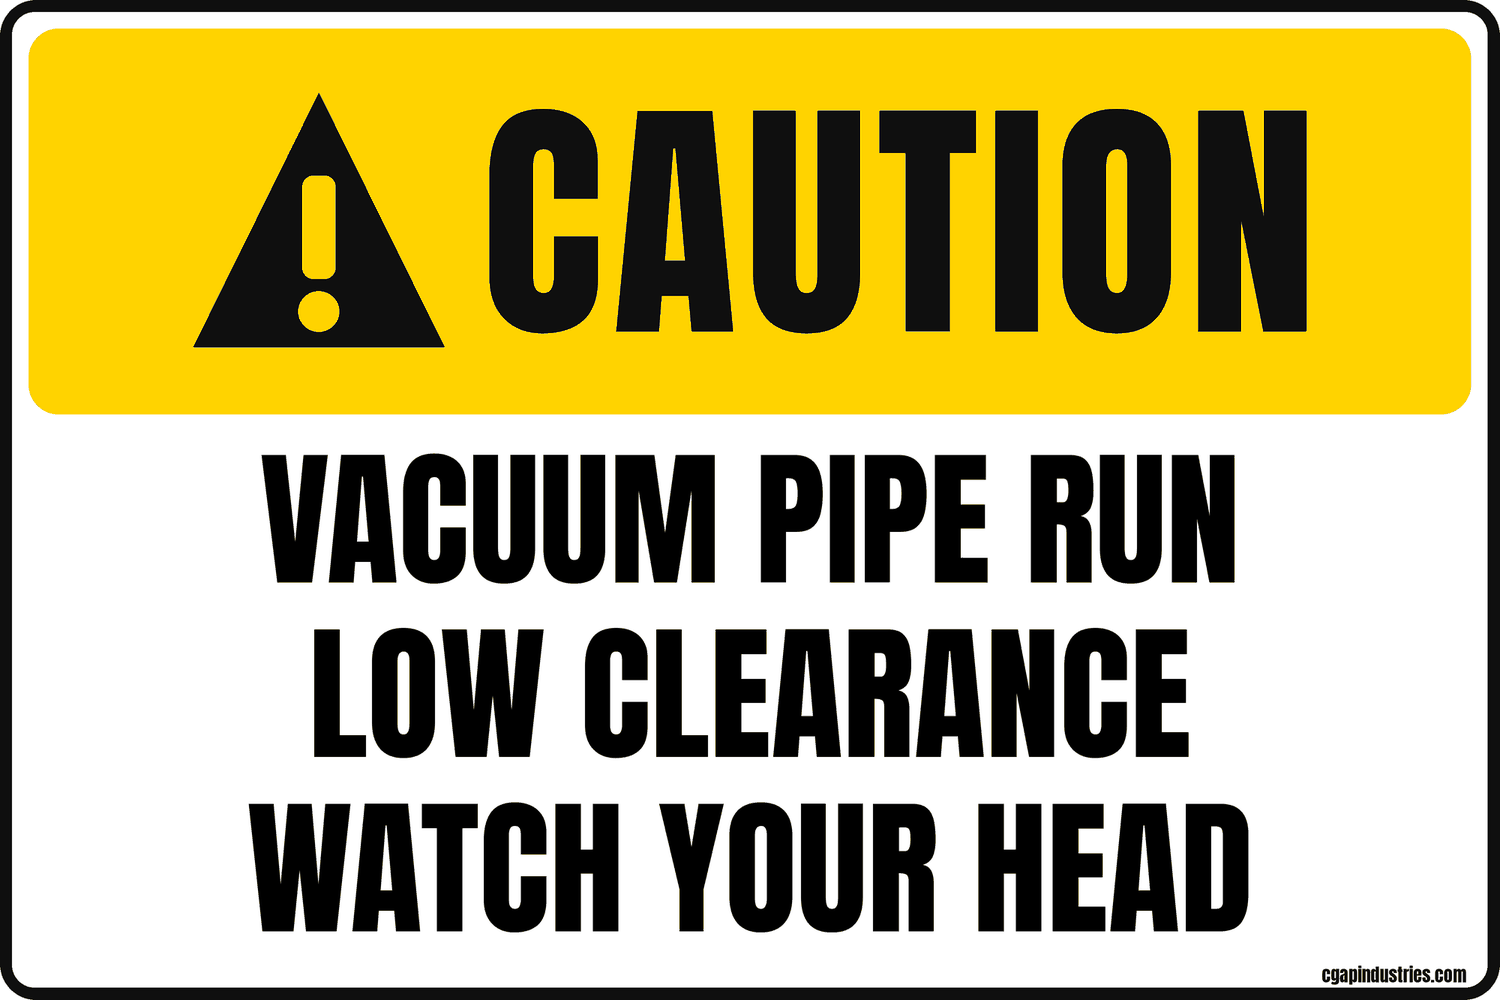 CAUTION
VACUUM PIPE RUN
LOW CLEARANCE
WATCH YOUR HEAD
cgapindustries.com